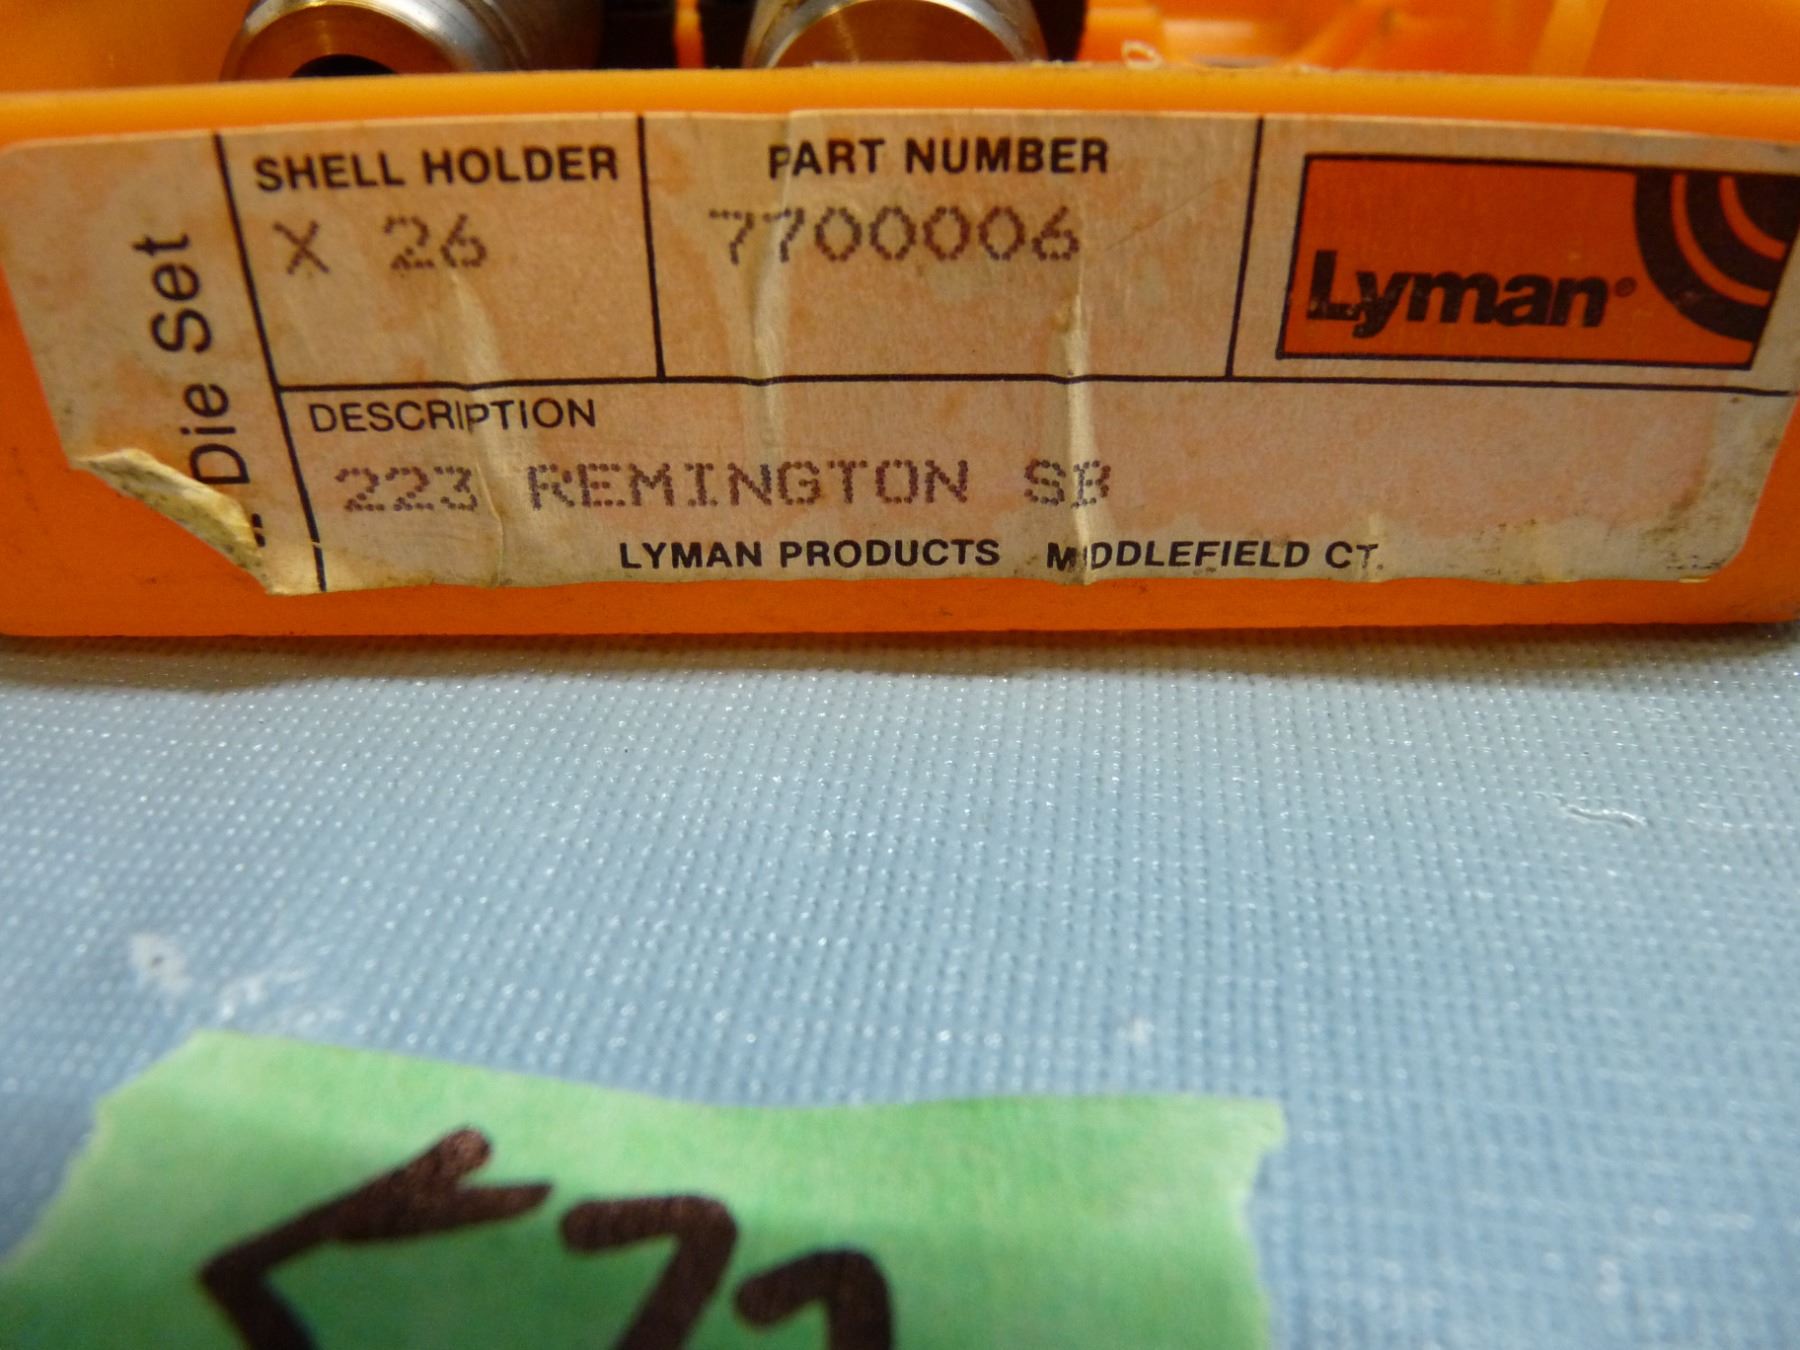 Die Set
SHELL HOLDER
X 26
PART NUMBER
7700006
Lyman®
DESCRIPTION
223 REMINGTON SB
LYMAN PRODUCTS MIDDLEFIELD CT.